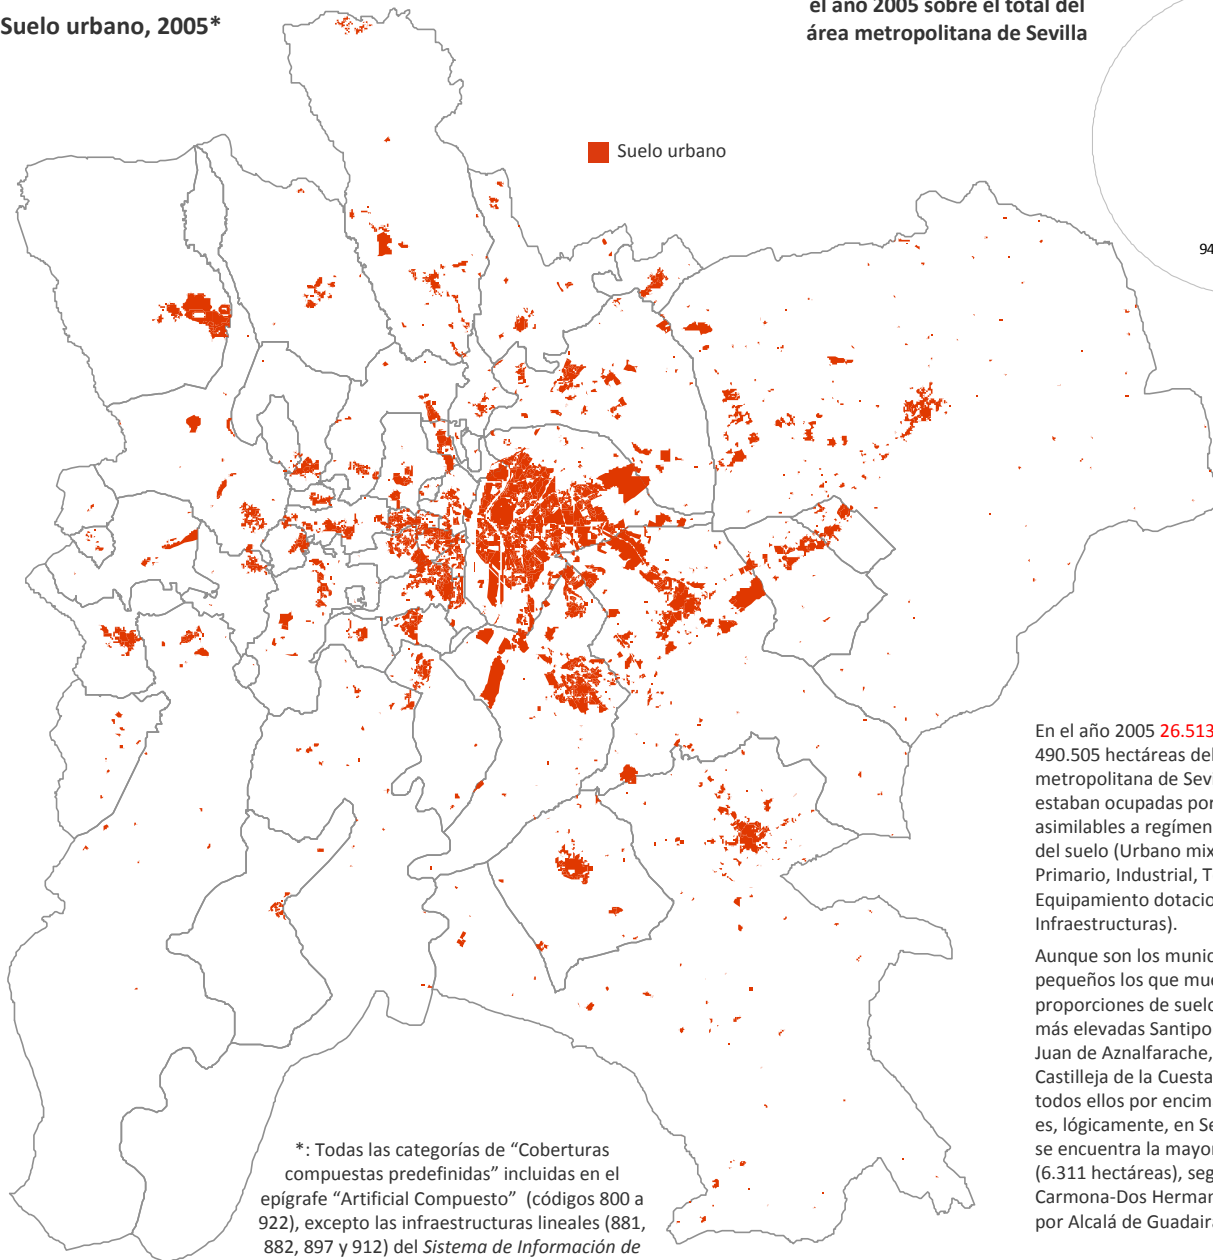 Suelo urbano, 2005*
el año 2005 sobre el total del
área metropolitana de Sevilla
Suelo urbano
94
En el año 2005 26.513
490.505 hectáreas del
metropolitana de Sevi
estaban ocupadas por
asimilables a regímen
del suelo (Urbano mix
Primario, Industrial, T
Equipamiento dotacio
Infraestructuras).
Aunque son los munic
pequeños los que mue
proporciones de suelo
más elevadas Santipo
Juan de Aznalfarache,
Castilleja de la Cuesta
todos ellos por encim
es, lógicamente, en Se
se encuentra la mayor
(6.311 hectáreas), seg
Carmona-Dos Herman
por Alcalá de Guadaira
*: Todas las categorías de “Coberturas
compuestas predefinidas” incluidas en el
epígrafe “Artificial Compuesto” (códigos 800 a
922), excepto las infraestructuras lineales (881,
882, 897 y 912) del Sistema de Información de